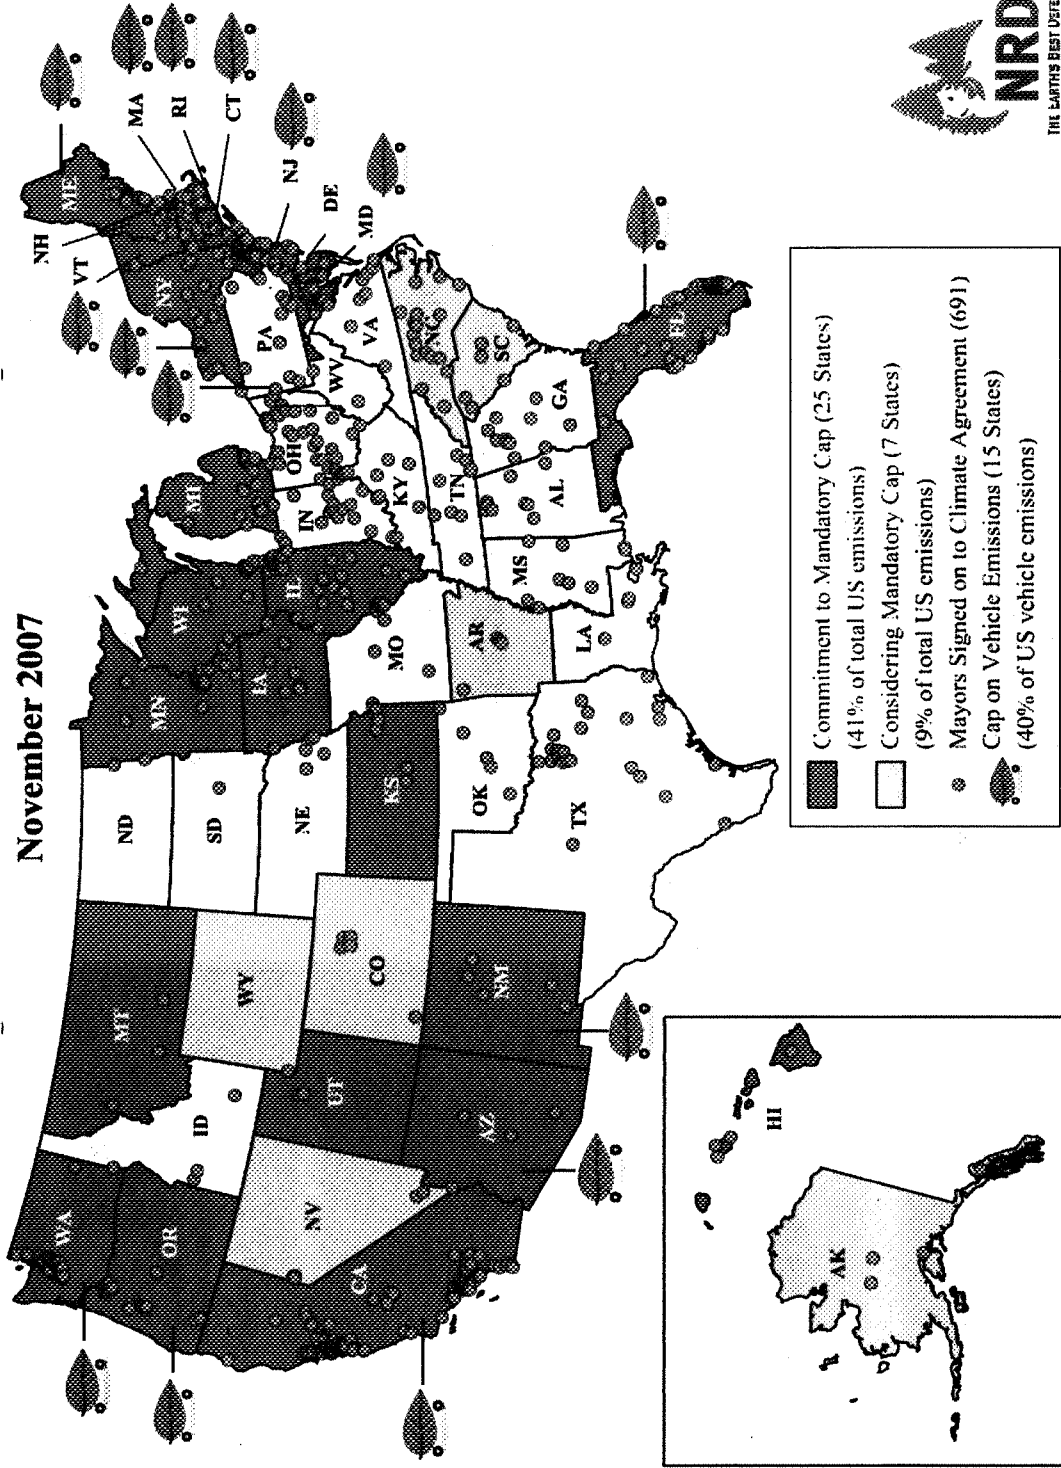 November 2007
WA
OR
CA
NV
ID
MT
WY
UT
AZ
CO
NM
ND
SD
NE
KS
OK
TX
MN
IA
MO
AR
LA
WI
IL
MS
MI
IN
OH
KY
TN
AL
GA
SC
NC
VA
WV
PA
NY
VT
NH
ME
MA
RI
CT
NJ
DE
MD
FL
AK
HI
Commitment to Mandatory Cap (25 States)
(41% of total US emissions)
Considering Mandatory Cap (7 States)
(9% of total US emissions)
Mayors Signed on to Climate Agreement (691)
Cap on Vehicle Emissions (15 States)
(40% of US vehicle emissions)
NRD
THE EARTH'S BEST DEFE